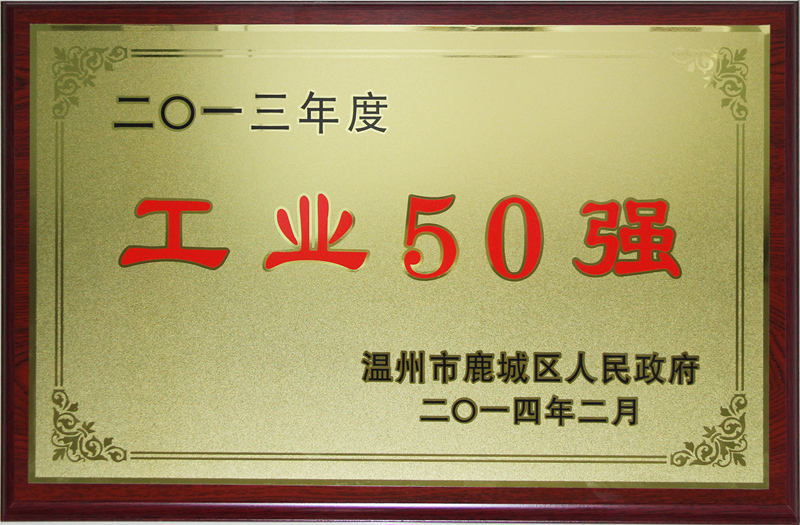 二〇一三年度
工业50强
温州市鹿城区人民政府
二〇一四年二月